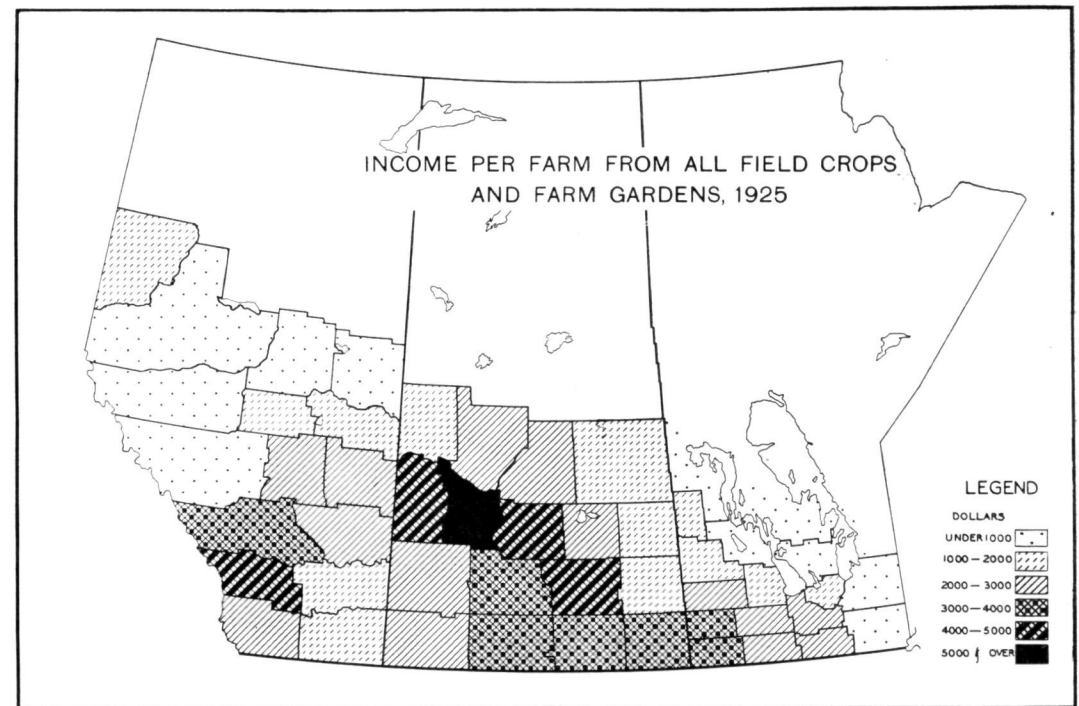 INCOME PER FARM FROM ALL FIELD CROPS
AND FARM GARDENS, 1925
LEGEND
DOLLARS
UNDER 1000
1000 — 2000
2000 — 3000
3000 — 4000
4000 — 5000
5000 & OVER